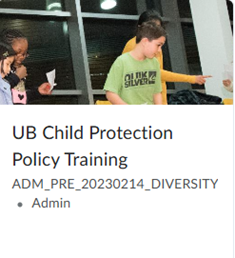 UB Child Protection
Policy Training
ADM_PRE_20230214_DIVERSITY
• Admin